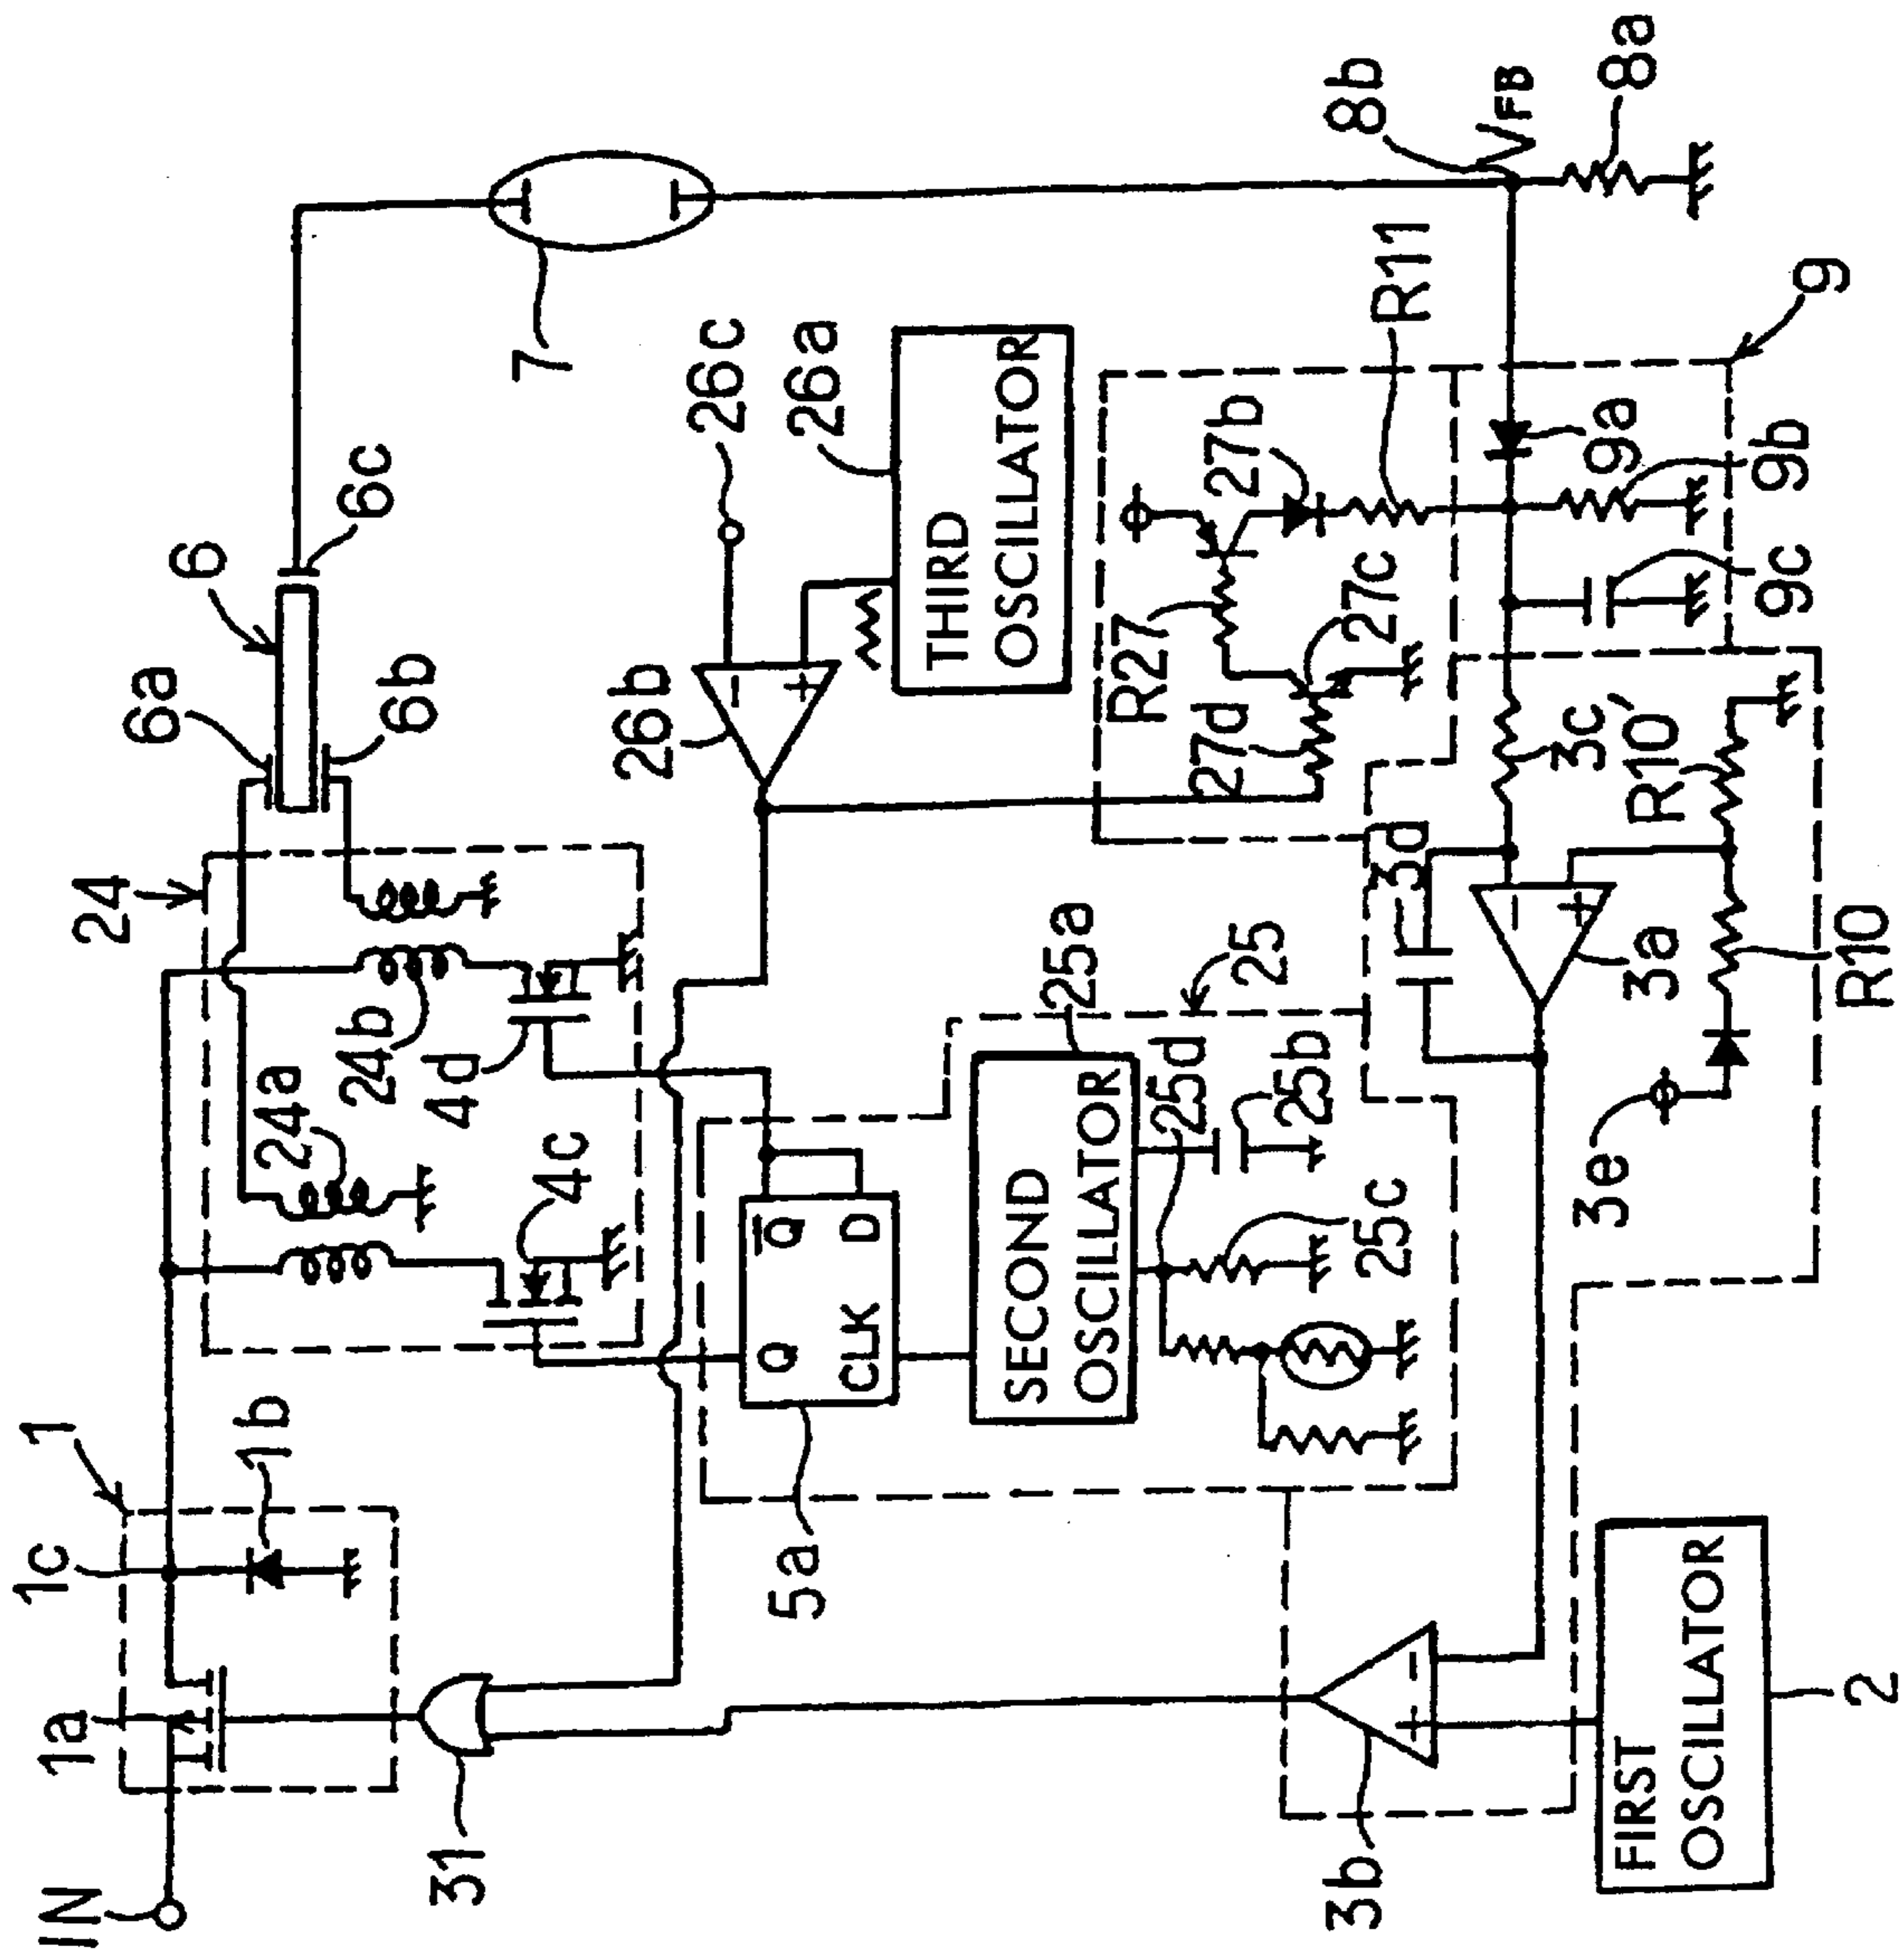 IN
1a
1c
1
1b
31
24
24a
24b
4c
4d
6a
6
6b
6c
7
26b
26c
26a
− +
THIRD
OSCILLATOR
5a
Q Q̅
CLK D
25a
25
SECOND
OSCILLATOR
25d
25b
25c
R27
27b
27c
27d
R11
8b
VFB
8a
9
9a
9b
9c
3d
3c
R10'
3a
− +
R10
3e
3b
+ −
FIRST
OSCILLATOR
2